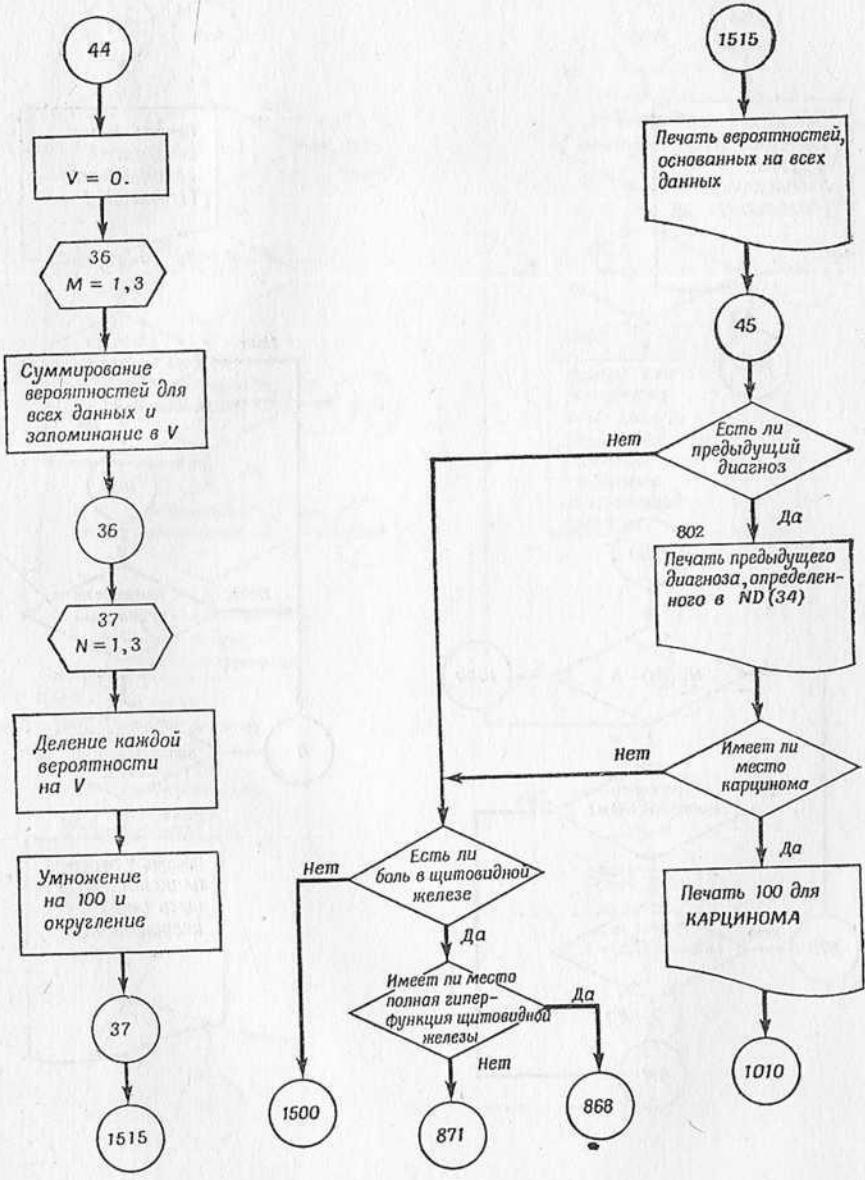 44
V = 0.
36
M = 1,3
Суммирование
вероятностей для
всех данных и
запоминание в V
36
37
N = 1,3
Деление каждой
вероятности
на V
Умножение
на 100 и
округление
37
1515
1515
Печать вероятностей,
основанных на всех
данных
45
Есть ли
предыдущий
диагноз
Нет
Да
802
Печать предыдущего
диагноза, определен-
ного в ND (34)
Имеет ли
место
карцинома
Нет
Да
Печать 100 для
КАРЦИНОМА
1010
Есть ли
боль в щитовидной
железе
Нет
Да
Имеет ли место
полная гипер-
функция щитовидной
железы
Да
Нет
1500
871
868